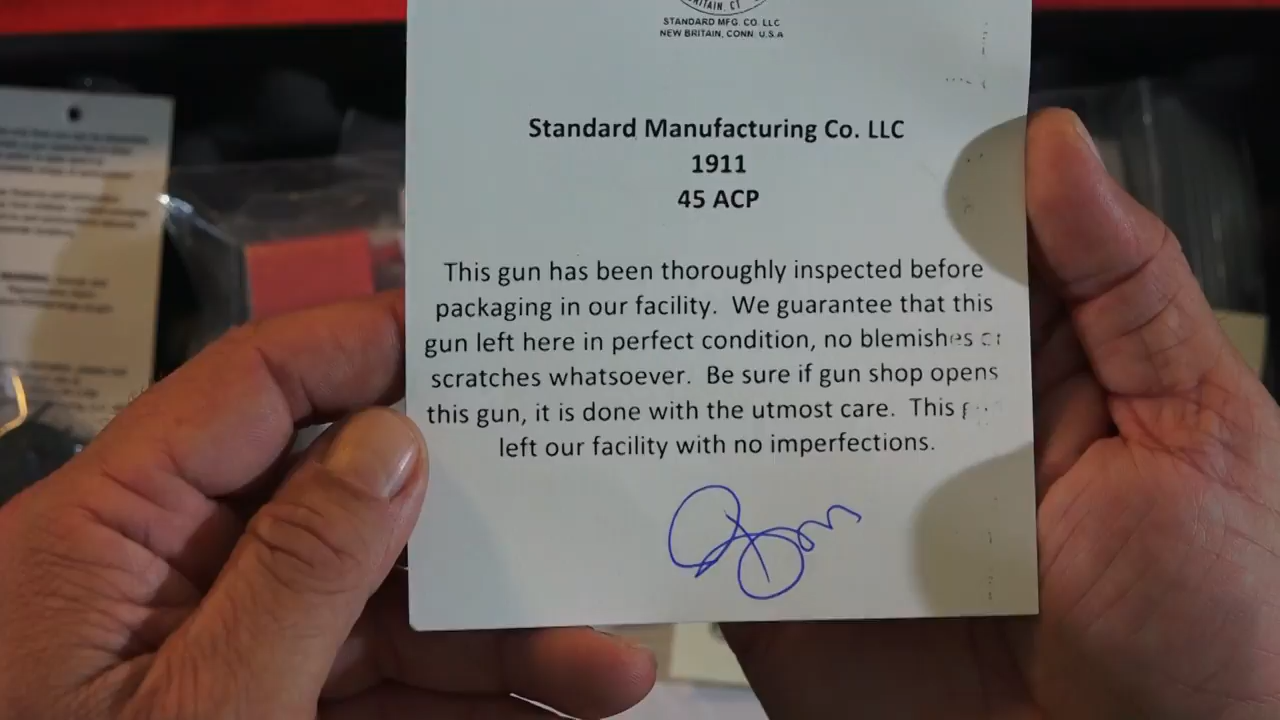 BRITAIN, CT
STANDARD MFG. CO. LLC
NEW BRITAIN, CONN. U.S.A
Standard Manufacturing Co. LLC
1911
45 ACP
This gun has been thoroughly inspected before
packaging in our facility. We guarantee that this
gun left here in perfect condition, no blemishes or
scratches whatsoever. Be sure if gun shop opens
this gun, it is done with the utmost care. This
left our facility with no imperfections.